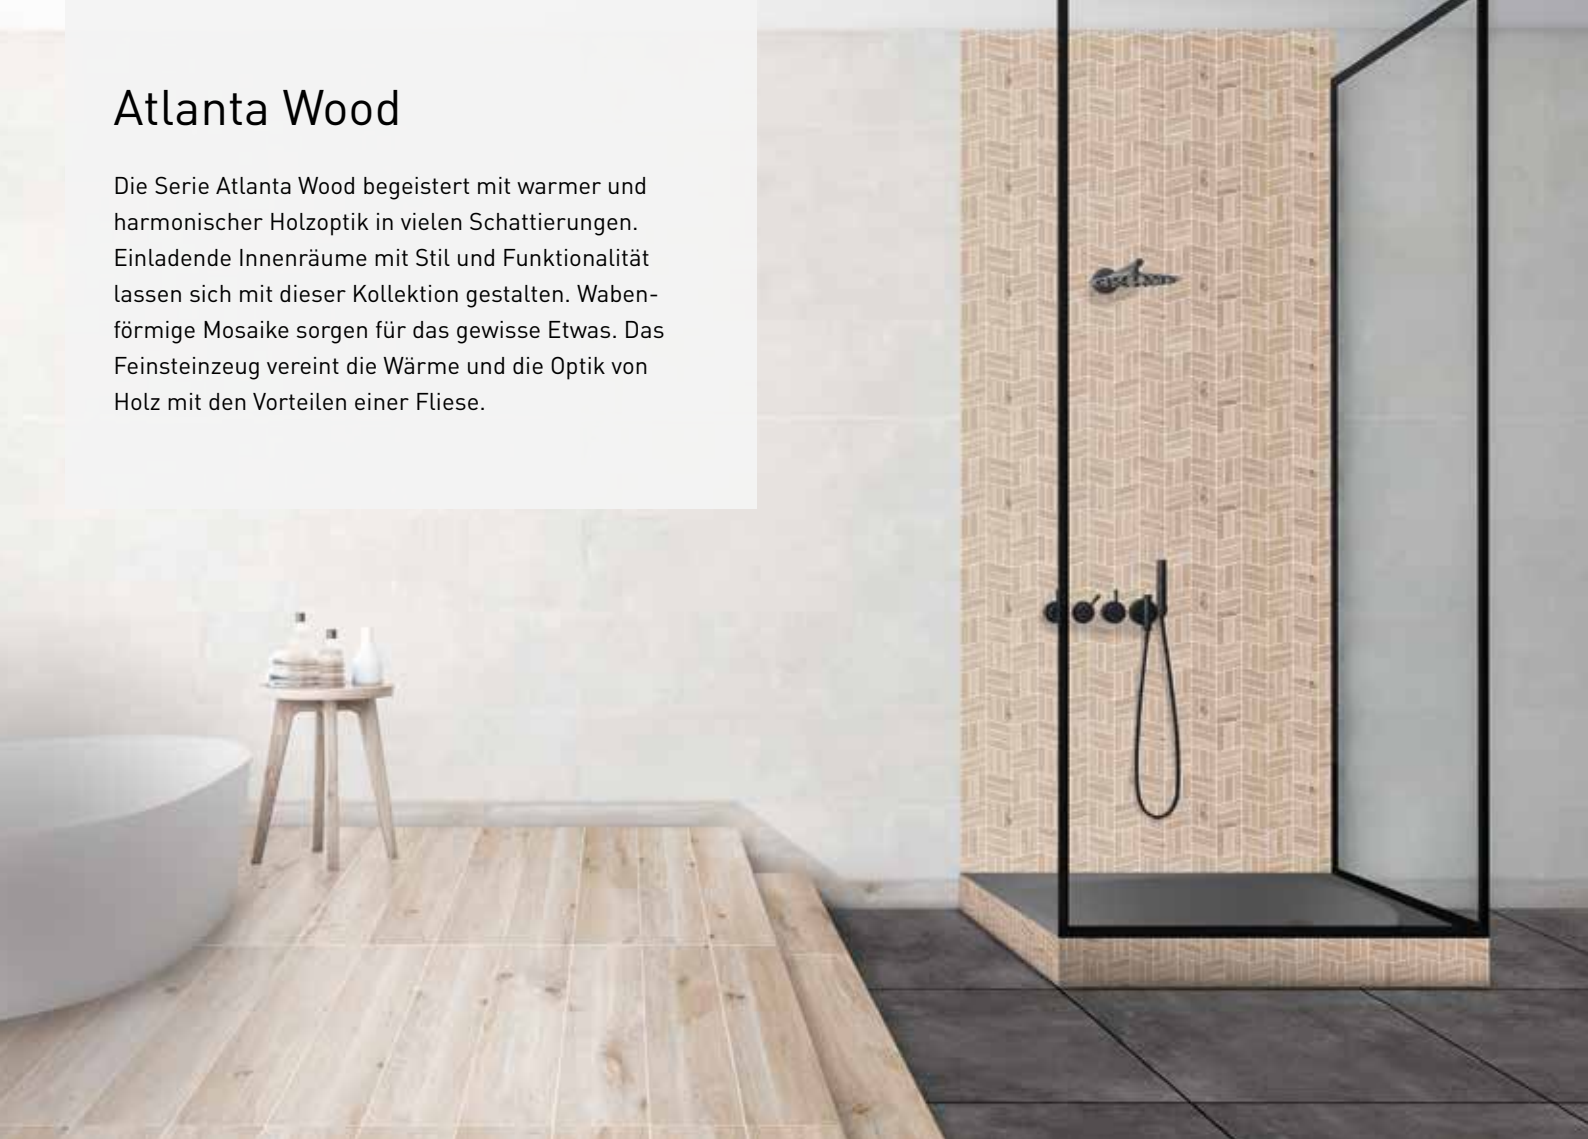 Atlanta Wood
Die Serie Atlanta Wood begeistert mit warmer und
harmonischer Holzoptik in vielen Schattierungen.
Einladende Innenräume mit Stil und Funktionalität
lassen sich mit dieser Kollektion gestalten. Waben-
förmige Mosaike sorgen für das gewisse Etwas. Das
Feinsteinzeug vereint die Wärme und die Optik von
Holz mit den Vorteilen einer Fliese.